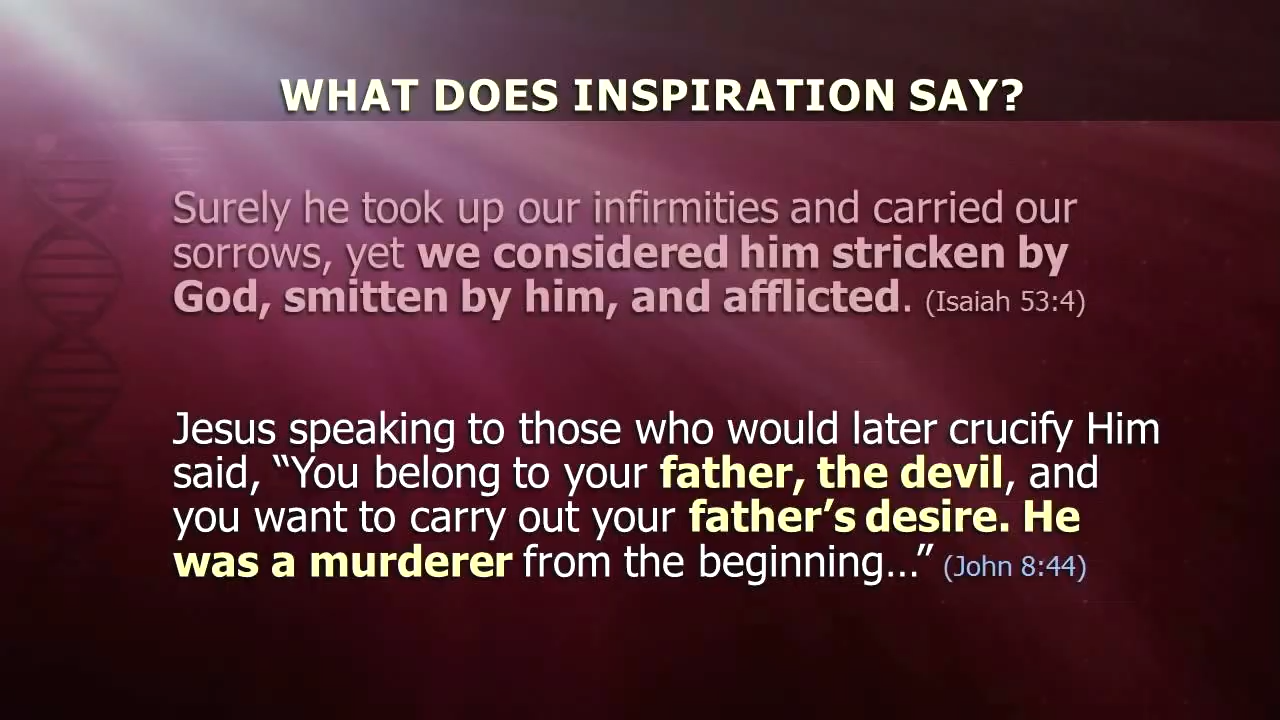 WHAT DOES INSPIRATION SAY?
Surely he took up our infirmities and carried our
sorrows, yet we considered him stricken by
God, smitten by him, and afflicted. (Isaiah 53:4)
Jesus speaking to those who would later crucify Him
said, “You belong to your father, the devil, and
you want to carry out your father’s desire. He
was a murderer from the beginning…” (John 8:44)